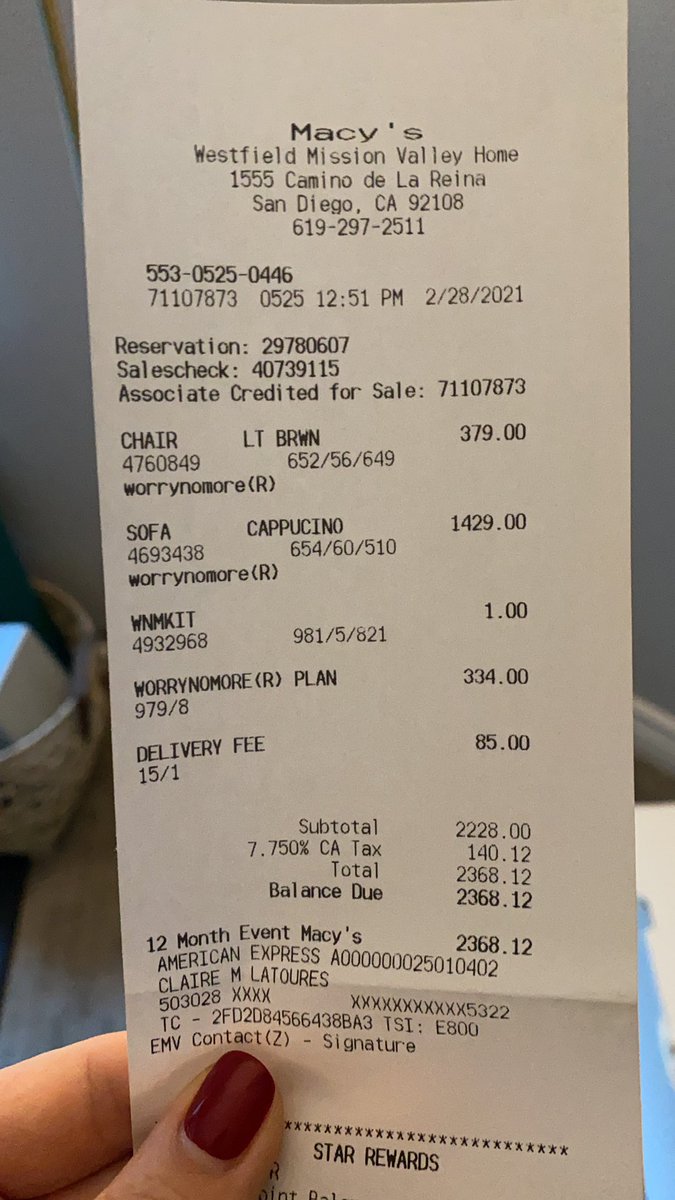 Macy's
Westfield Mission Valley Home
1555 Camino de La Reina
San Diego, CA 92108
619-297-2511
553-0525-0446
71107873 0525 12:51 PM 2/28/2021
Reservation: 29780607
Salescheck: 40739115
Associate Credited for Sale: 71107873
CHAIR LT BRWN 379.00
4760849 652/56/649
worrynomore(R)
SOFA CAPPUCINO 1429.00
4693438 654/60/510
worrynomore(R)
WNMKIT 1.00
4932968 981/5/821
WORRYNOMORE(R) PLAN 334.00
979/8
DELIVERY FEE 85.00
15/1
Subtotal 2228.00
7.750% CA Tax 140.12
Total 2368.12
Balance Due 2368.12
12 Month Event Macy's 2368.12
AMERICAN EXPRESS A000000025010402
CLAIRE M LATOURES
503028 XXXX XXXXXXXXXXX5322
TC - 2FD2D84566438BA3 TSI: E800
EMV Contact(Z) - Signature
**************************
STAR REWARDS